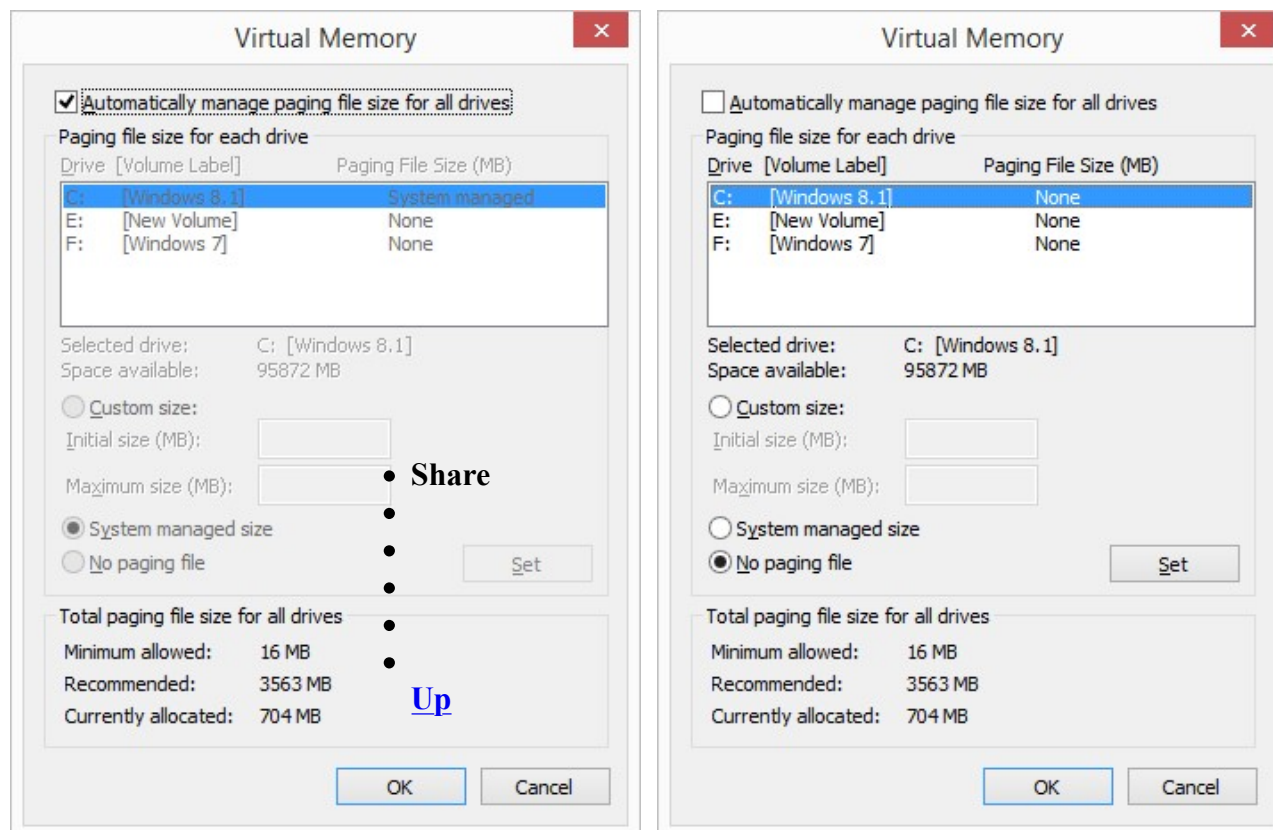 Virtual Memory
Automatically manage paging file size for all drives
Paging file size for each drive
Drive [Volume Label] Paging File Size (MB)
C: [Windows 8.1] System managed
E: [New Volume] None
F: [Windows 7] None
Selected drive: C: [Windows 8.1]
Space available: 95872 MB
Custom size:
Initial size (MB):
Maximum size (MB):
System managed size
No paging file
Set
Total paging file size for all drives
Minimum allowed: 16 MB
Recommended: 3563 MB
Currently allocated: 704 MB
OK Cancel
• Share
•
•
•
•
•
Up
Virtual Memory
Automatically manage paging file size for all drives
Paging file size for each drive
Drive [Volume Label] Paging File Size (MB)
C: [Windows 8.1] None
E: [New Volume] None
F: [Windows 7] None
Selected drive: C: [Windows 8.1]
Space available: 95872 MB
Custom size:
Initial size (MB):
Maximum size (MB):
System managed size
No paging file
Set
Total paging file size for all drives
Minimum allowed: 16 MB
Recommended: 3563 MB
Currently allocated: 704 MB
OK Cancel